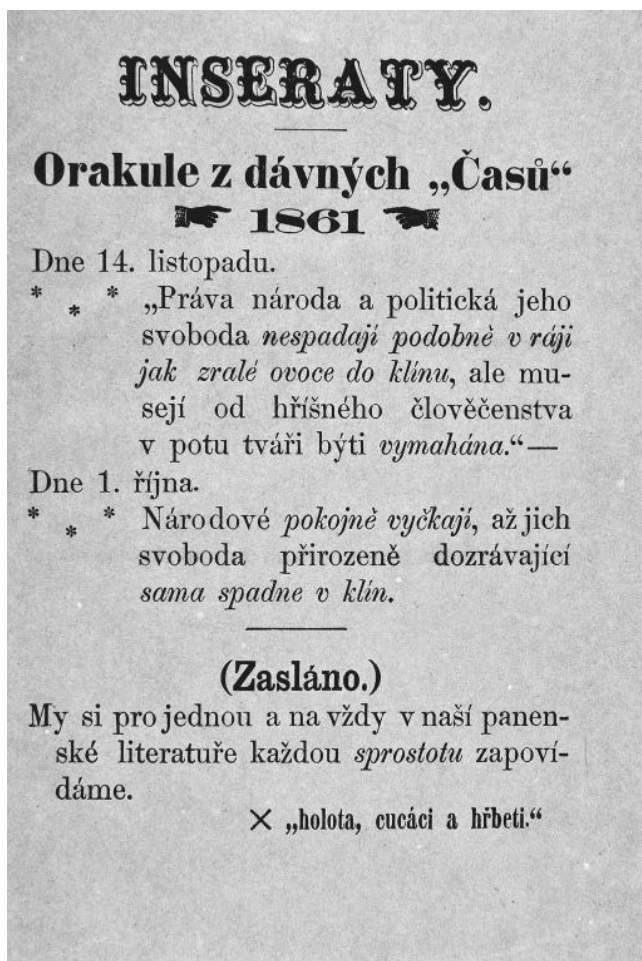 INSERATY.
Orakule z dávných „Časů“
☛ 1861 ☚
Dne 14. listopadu.
* * * „Práva národa a politická jeho
svoboda nespadají podobně v ráji
jak zralé ovoce do klínu, ale mu-
sejí od hříšného člověčenstva
v potu tváři býti vymahána.“—
Dne 1. října.
* * * Národové pokojně vyčkají, až jich
svoboda přirozeně dozrávající
sama spadne v klín.
(Zasláno.)
My si pro jednou a na vždy v naší panen-
ské literatuře každou sprostotu zapoví-
dáme.
× „holota, cucáci a hřbeti.“